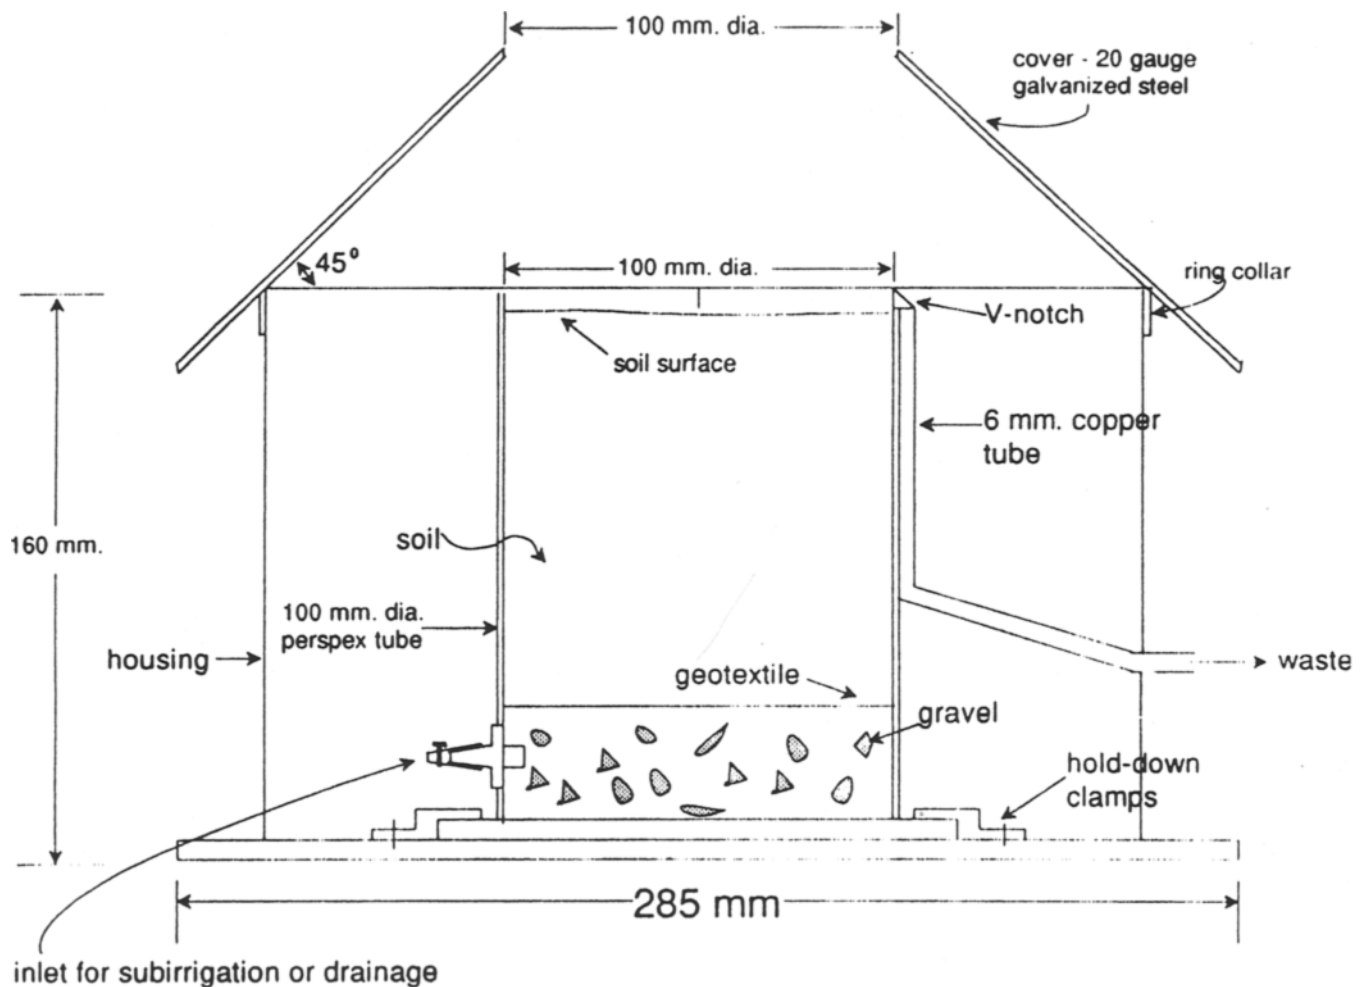 100 mm. dia.
cover - 20 gauge
galvanized steel
45°
100 mm. dia.
ring collar
V-notch
soil surface
6 mm. copper
tube
160 mm.
soil
100 mm. dia.
perspex tube
housing
geotextile
waste
gravel
hold-down
clamps
285 mm
inlet for subirrigation or drainage